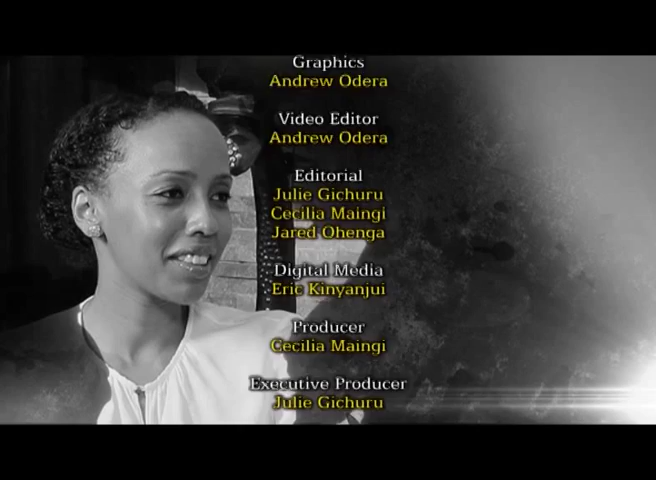 Graphics
Andrew Odera
Video Editor
Andrew Odera
Editorial
Julie Gichuru
Cecilia Maingi
Jared Ohenga
Digital Media
Eric Kinyanjui
Producer
Cecilia Maingi
Executive Producer
Julie Gichuru